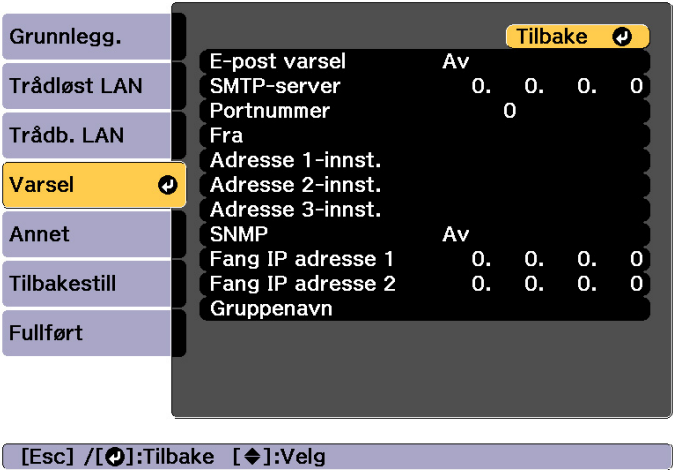 Grunnlegg.
Trådløst LAN
Trådb. LAN
Varsel
Annet
Tilbakestill
Fullført
Tilbake
E-post varsel Av
SMTP-server 0. 0. 0. 0
Portnummer 0
Fra
Adresse 1-innst.
Adresse 2-innst.
Adresse 3-innst.
SNMP Av
Fang IP adresse 1 0. 0. 0. 0
Fang IP adresse 2 0. 0. 0. 0
Gruppenavn
[Esc] /[⏎]:Tilbake [◆]:Velg